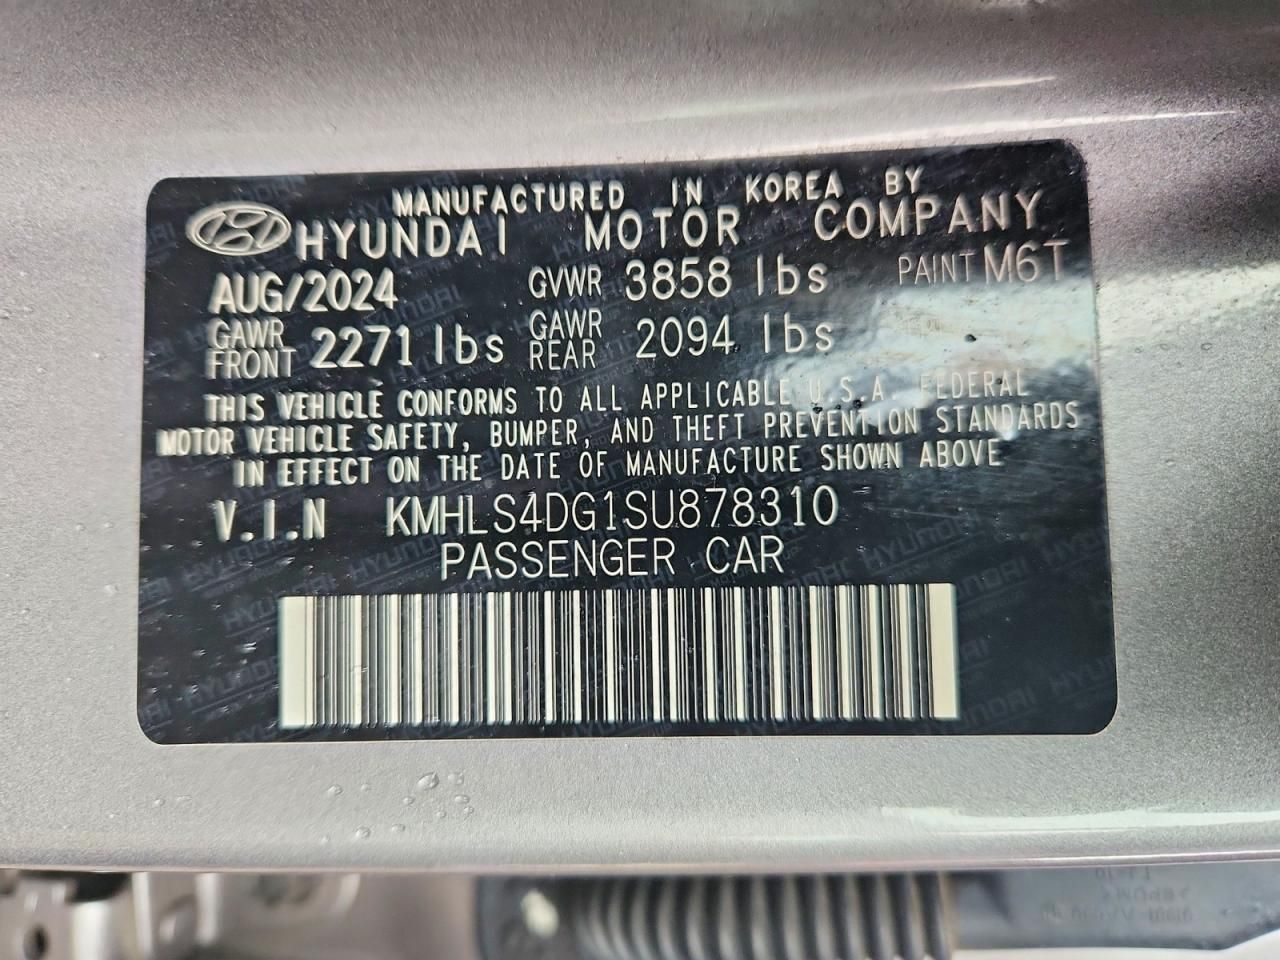 MANUFACTURED IN KOREA BY
HYUNDAI MOTOR COMPANY
AUG/2024 GVWR 3858 lbs PAINT M6T
GAWR FRONT 2271 lbs GAWR REAR 2094 lbs
THIS VEHICLE CONFORMS TO ALL APPLICABLE U.S.A. FEDERAL
MOTOR VEHICLE SAFETY, BUMPER, AND THEFT PREVENTION STANDARDS
IN EFFECT ON THE DATE OF MANUFACTURE SHOWN ABOVE
V.I.N KMHLS4DG1SU878310
PASSENGER CAR